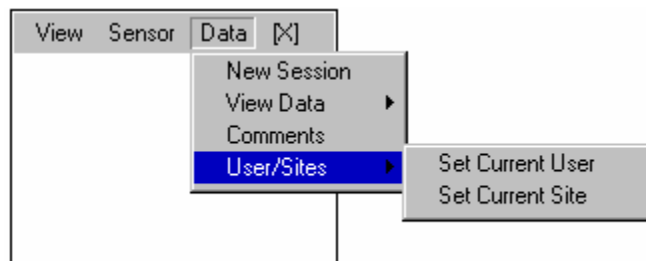 View Sensor Data [X]
New Session
View Data
Comments
User/Sites
Set Current User
Set Current Site